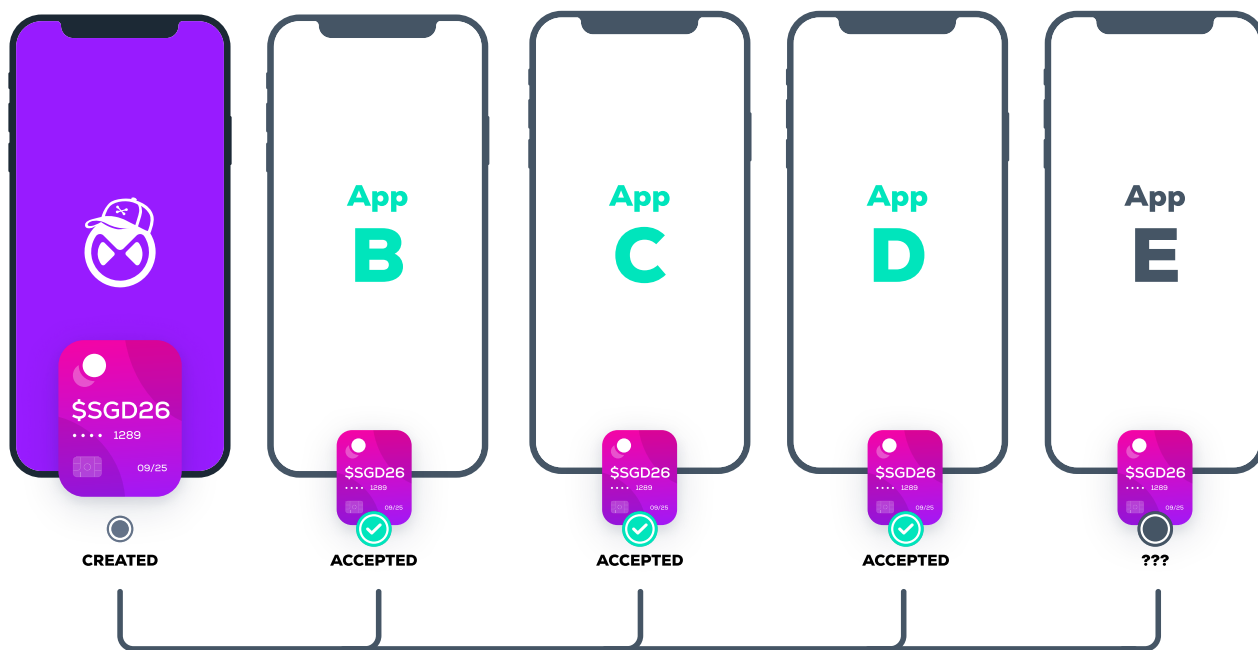 $SGD26
•••• 1289
09/25
CREATED
App
B
$SGD26
•••• 1289
09/25
ACCEPTED
App
C
$SGD26
•••• 1289
09/25
ACCEPTED
App
D
$SGD26
•••• 1289
09/25
ACCEPTED
App
E
$SGD26
•••• 1289
09/25
???